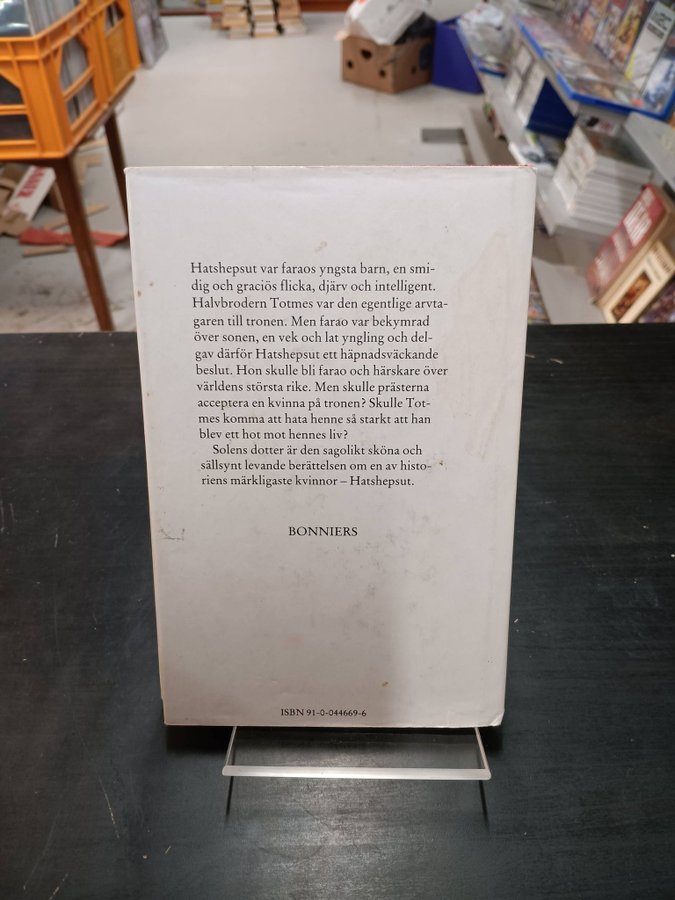 Hatshepsut var faraos yngsta barn, en smi-
dig och graciös flicka, djärv och intelligent.
Halvbrodern Totmes var den egentlige arvta-
garen till tronen. Men farao var bekymrad
över sonen, en vek och lat yngling och del-
gav därför Hatshepsut ett häpnadsväckande
beslut. Hon skulle bli farao och härskare över
världens största rike. Men skulle prästerna
acceptera en kvinna på tronen? Skulle Tot-
mes komma att hata henne så starkt att han
blev ett hot mot hennes liv?
Solens dotter är den sagolikt sköna och
sällsynt levande berättelsen om en av histo-
riens märkligaste kvinnor – Hatshepsut.
BONNIERS
ISBN 91-0-044669-6